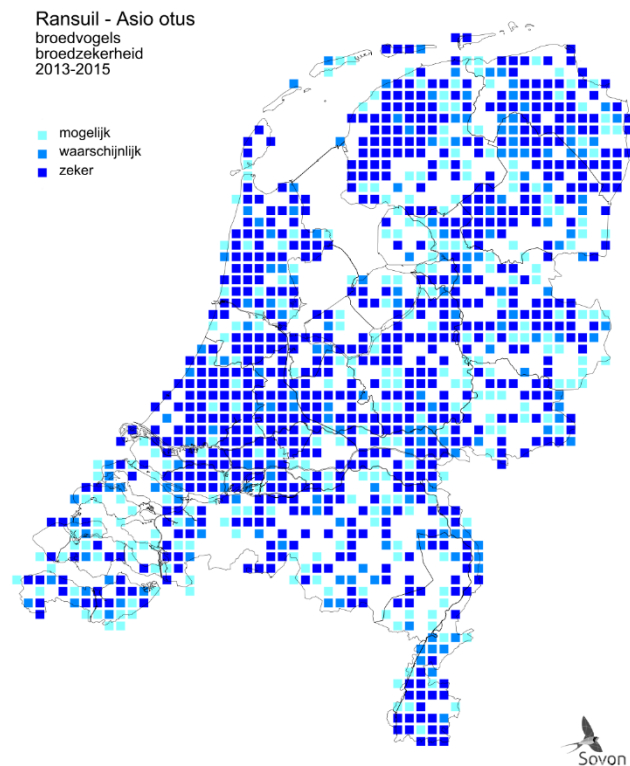 Ransuil - Asio otus
broedvogels
broedzekerheid
2013-2015
mogelijk
waarschijnlijk
zeker
Sovon